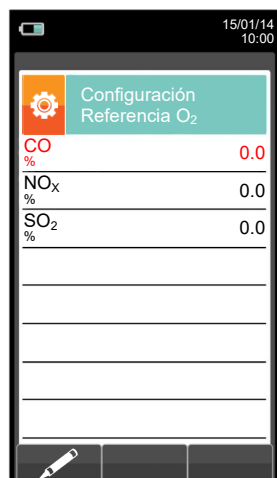 15/01/14
10:00
Configuración
Referencia O₂
CO
% 0.0
NOₓ
% 0.0
SO₂
% 0.0